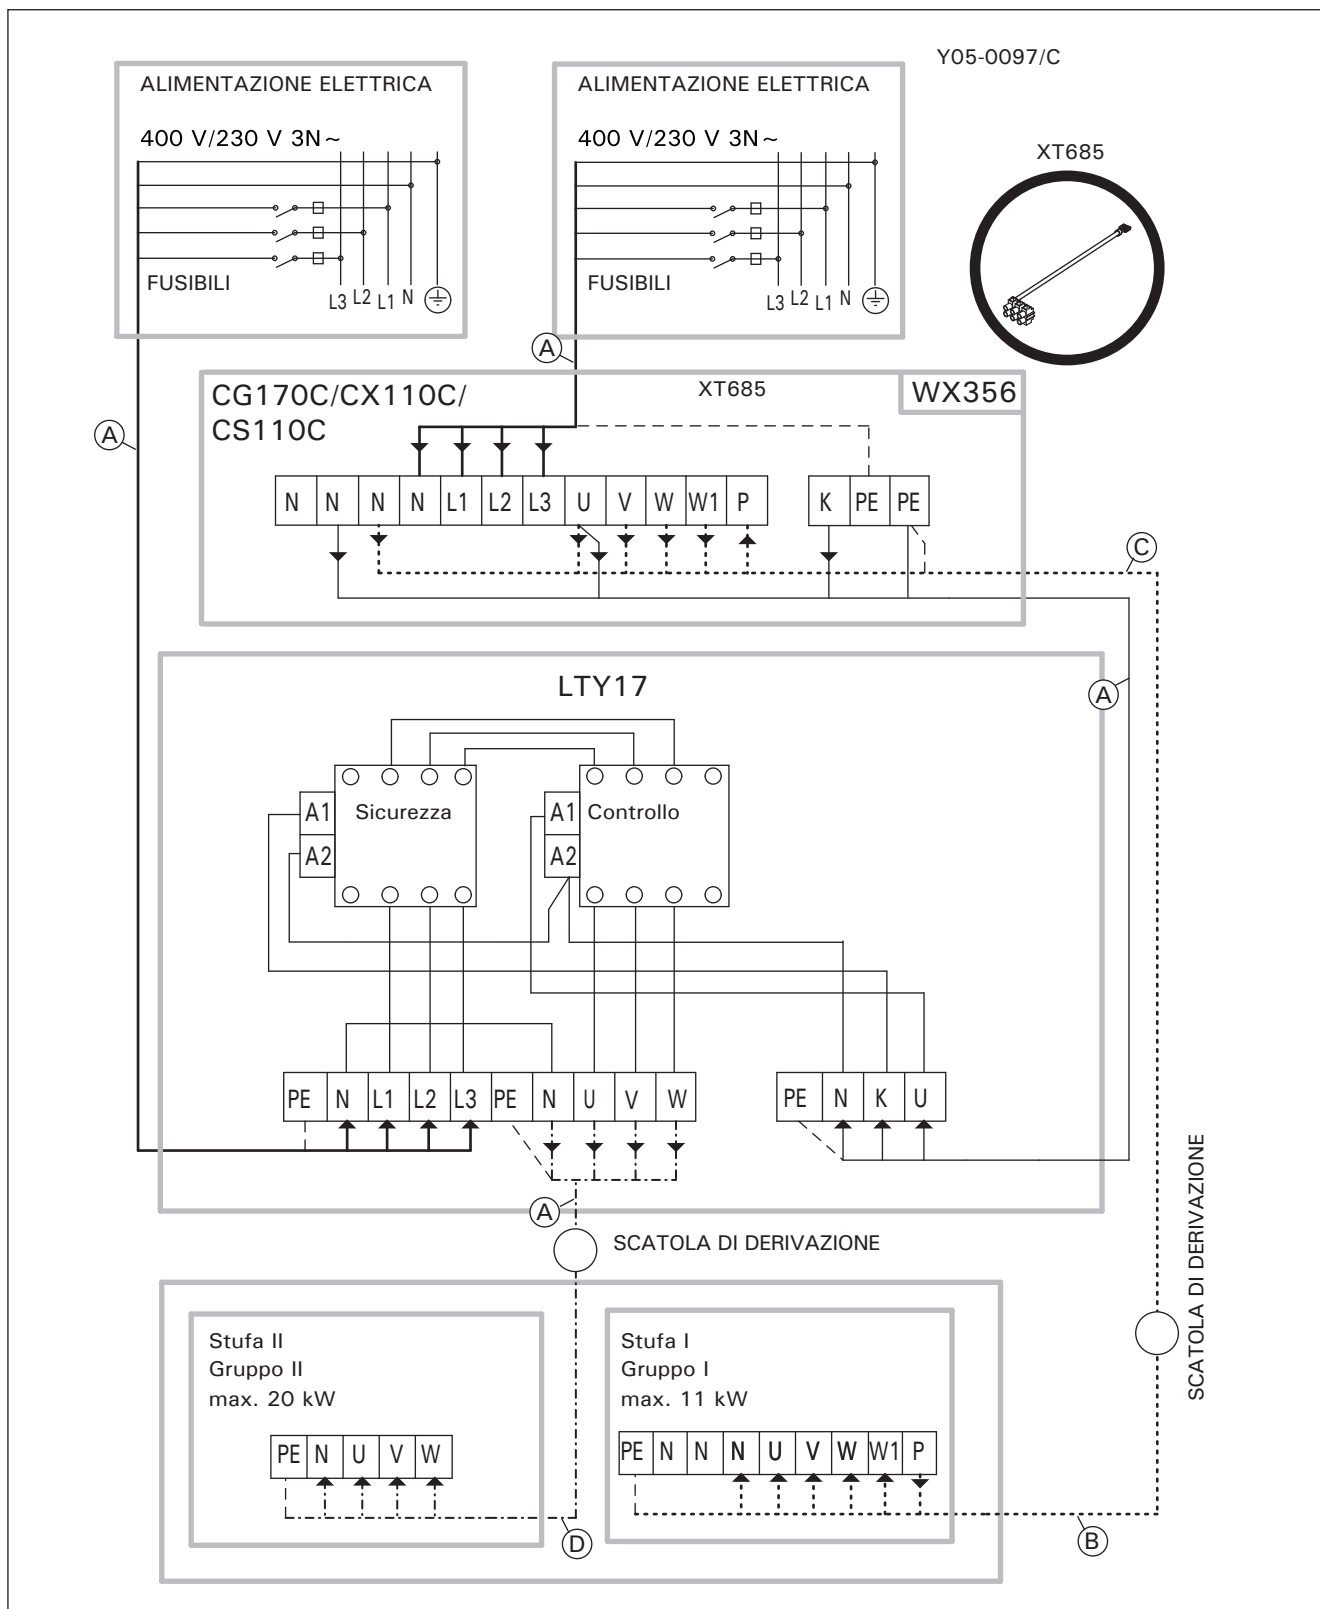 Y05-0097/C
ALIMENTAZIONE ELETTRICA
400 V/230 V 3N~
FUSIBILI
L3 L2 L1 N
ALIMENTAZIONE ELETTRICA
400 V/230 V 3N~
FUSIBILI
L3 L2 L1 N
XT685
A
A
CG170C/CX110C/
CS110C
XT685
WX356
N N N N L1 L2 L3 U V W W1 P
K PE PE
C
LTY17
A
A1 Sicurezza
A2
A1 Controllo
A2
PE N L1 L2 L3 PE N U V W
PE N K U
A
SCATOLA DI DERIVAZIONE
SCATOLA DI DERIVAZIONE
Stufa II
Gruppo II
max. 20 kW
PE N U V W
D
Stufa I
Gruppo I
max. 11 kW
PE N N N U V W W1 P
B